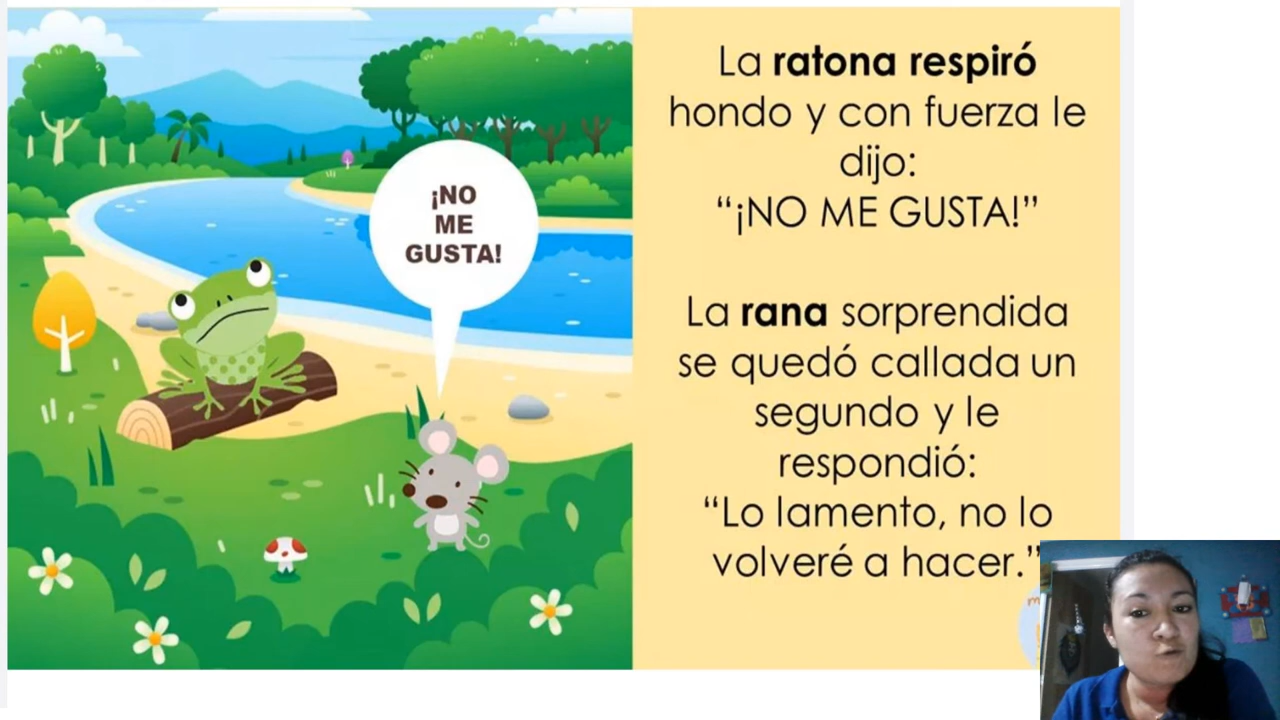 ¡NO
ME
GUSTA!
La ratona respiró
hondo y con fuerza le
dijo:
“¡NO ME GUSTA!”
La rana sorprendida
se quedó callada un
segundo y le
respondió:
“Lo lamento, no lo
volveré a hacer.”